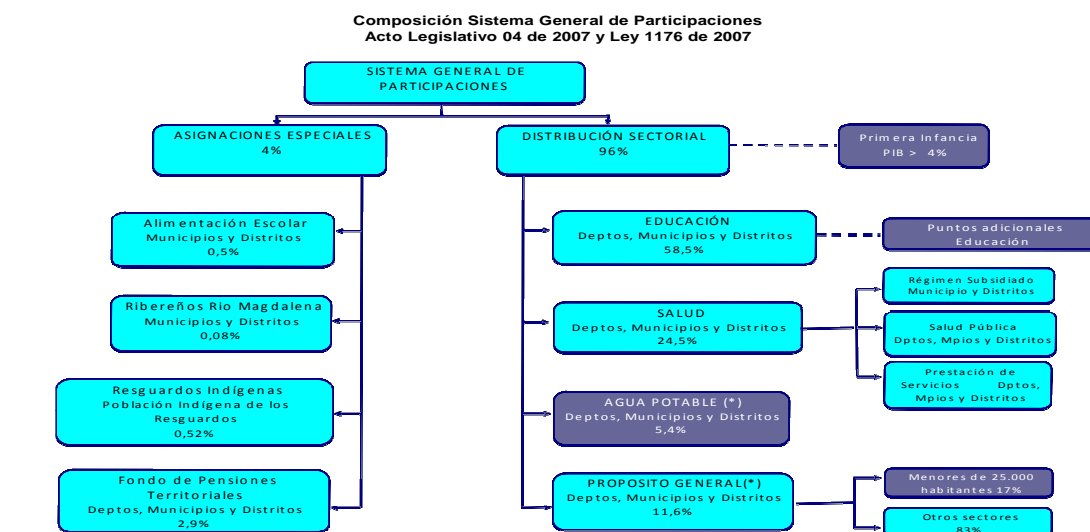 Composición Sistema General de Participaciones
Acto Legislativo 04 de 2007 y Ley 1176 de 2007
SISTEMA GENERAL DE
PARTICIPACIONES
ASIGNACIONES ESPECIALES
4%
DISTRIBUCIÓN SECTORIAL
96%
Primera Infancia
PIB > 4%
Alimentación Escolar
Municipios y Distritos
0,5%
Ribereños Rio Magdalena
Municipios y Distritos
0,08%
Resguardos Indígenas
Población Indígena de los
Resguardos
0,52%
Fondo de Pensiones
Territoriales
Deptos, Municipios y Distritos
2,9%
EDUCACIÓN
Deptos, Municipios y Distritos
58,5%
Puntos adicionales
Educación
SALUD
Deptos, Municipios y Distritos
24,5%
Régimen Subsidiado
Municipio y Distritos
Salud Pública
Dptos, Mpios y Distritos
Prestación de
Servicios Dptos,
Mpios y Distritos
AGUA POTABLE (*)
Deptos, Municipios y Distritos
5,4%
PROPOSITO GENERAL(*)
Deptos, Municipios y Distritos
11,6%
Menores de 25.000
habitantes 17%
Otros sectores
83%